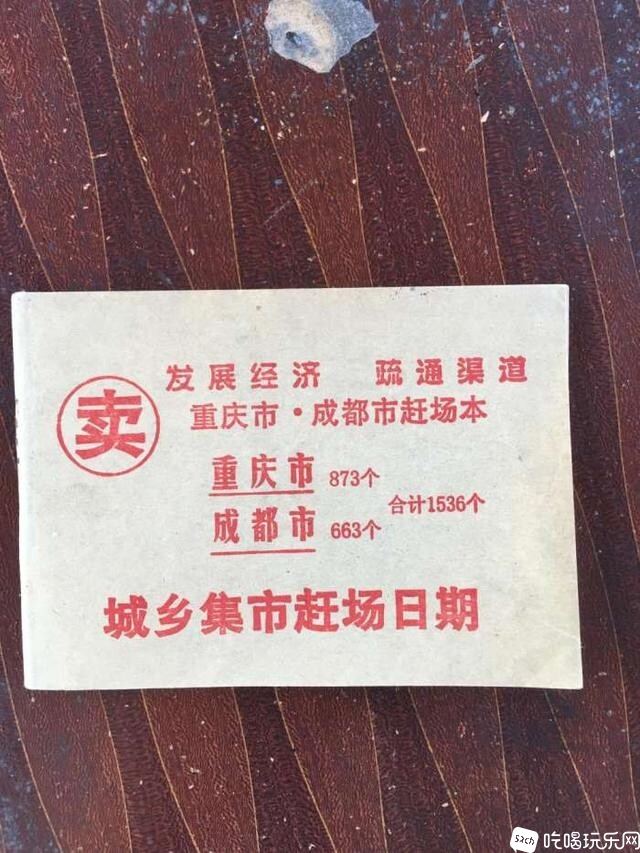 发展经济 疏通渠道
卖
重庆市·成都市赶场本
重庆市 873个
合计1536个
成都市 663个
城乡集市赶场日期
52ch 吃喝玩乐网